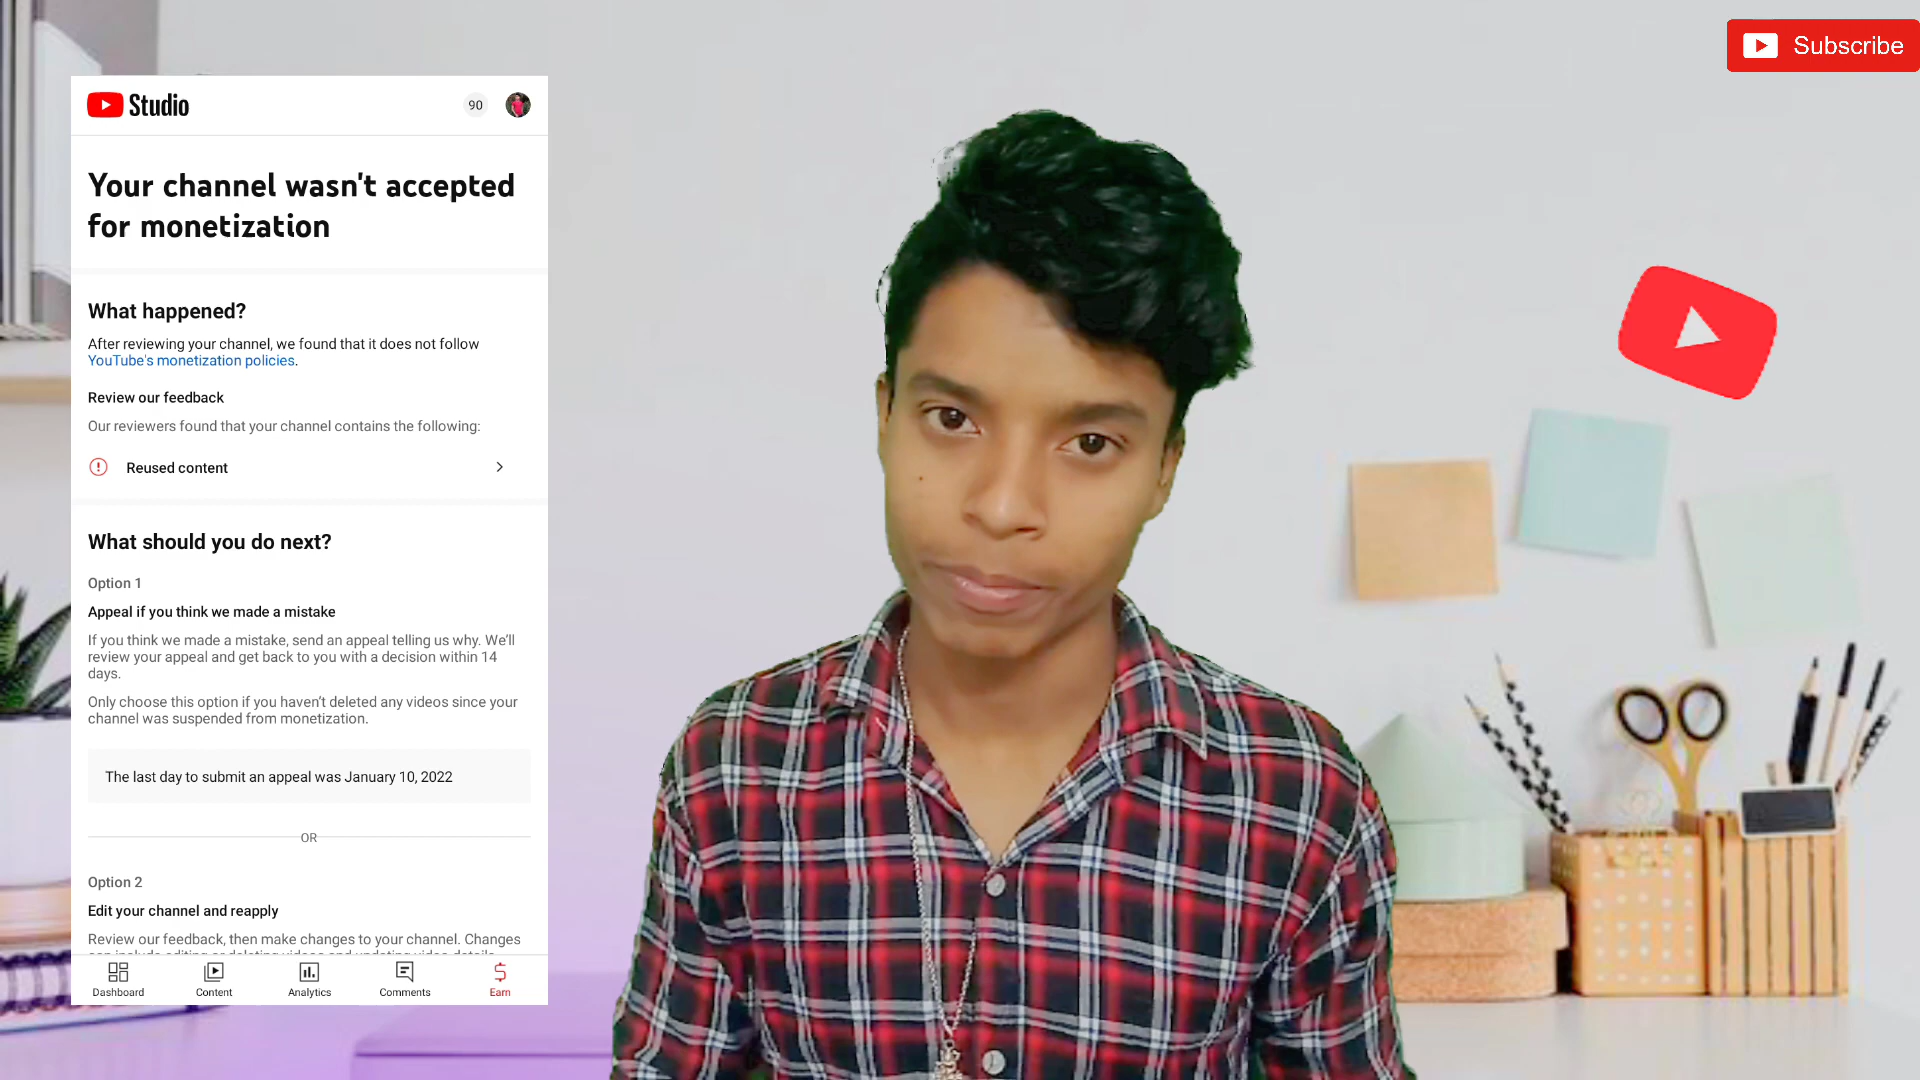 Subscribe
Studio
90
Your channel wasn't accepted
for monetization
What happened?
After reviewing your channel, we found that it does not follow
YouTube's monetization policies.
Review our feedback
Our reviewers found that your channel contains the following:
Reused content
What should you do next?
Option 1
Appeal if you think we made a mistake
If you think we made a mistake, send an appeal telling us why. We'll
review your appeal and get back to you with a decision within 14
days.
Only choose this option if you haven't deleted any videos since your
channel was suspended from monetization.
The last day to submit an appeal was January 10, 2022
OR
Option 2
Edit your channel and reapply
Review our feedback, then make changes to your channel. Changes
Dashboard
Content
Analytics
Comments
Earn